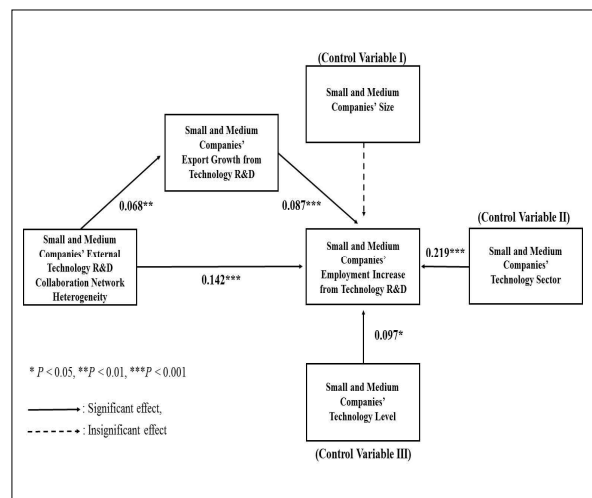 (Control Variable I)
Small and Medium
Companies' Size
Small and Medium
Companies'
Export Growth from
Technology R&D
0.068**
0.087***
(Control Variable II)
Small and Medium
Companies' External
Technology R&D
Collaboration Network
Heterogeneity
0.142***
Small and Medium
Companies'
Employment Increase
from Technology R&D
0.219***
Small and Medium
Companies'
Technology Sector
0.097*
* P < 0.05, **P < 0.01, ***P < 0.001
: Significant effect,
: Insignificant effect
Small and Medium
Companies'
Technology Level
(Control Variable III)